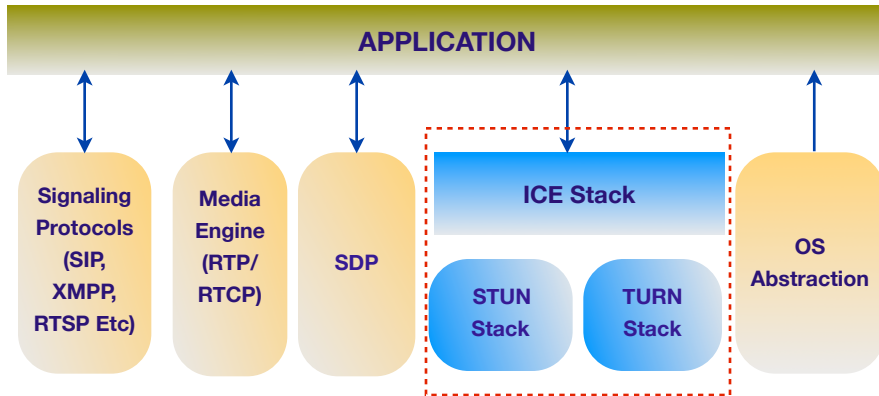 APPLICATION
Signaling
Protocols
(SIP,
XMPP,
RTSP Etc)
Media
Engine
(RTP/
RTCP)
SDP
ICE Stack
STUN
Stack
TURN
Stack
OS
Abstraction